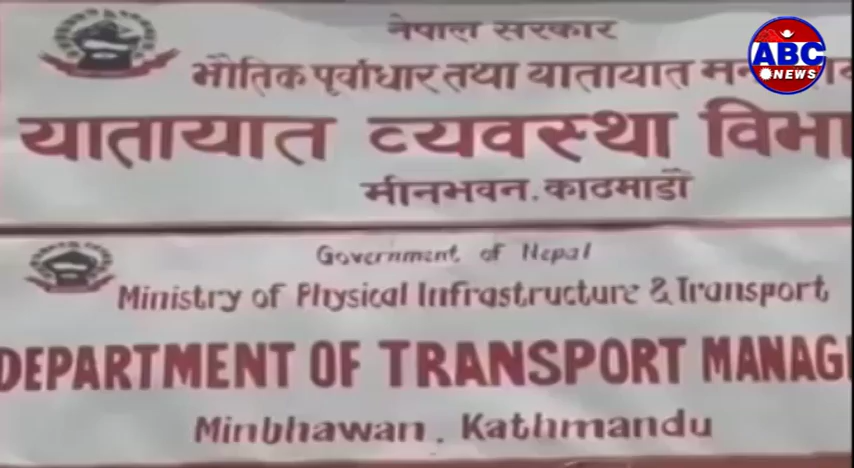 नेपाल सरकार
भौतिक पूर्वाधार तथा यातायात
यातायात व्यवस्था विभा
मीनभवन, काठमाडौं
Government of Nepal
Ministry of Physical Infrastructure & Transport
DEPARTMENT OF TRANSPORT MANAG
Minbhawan, Kathmandu
ABC
NEWS